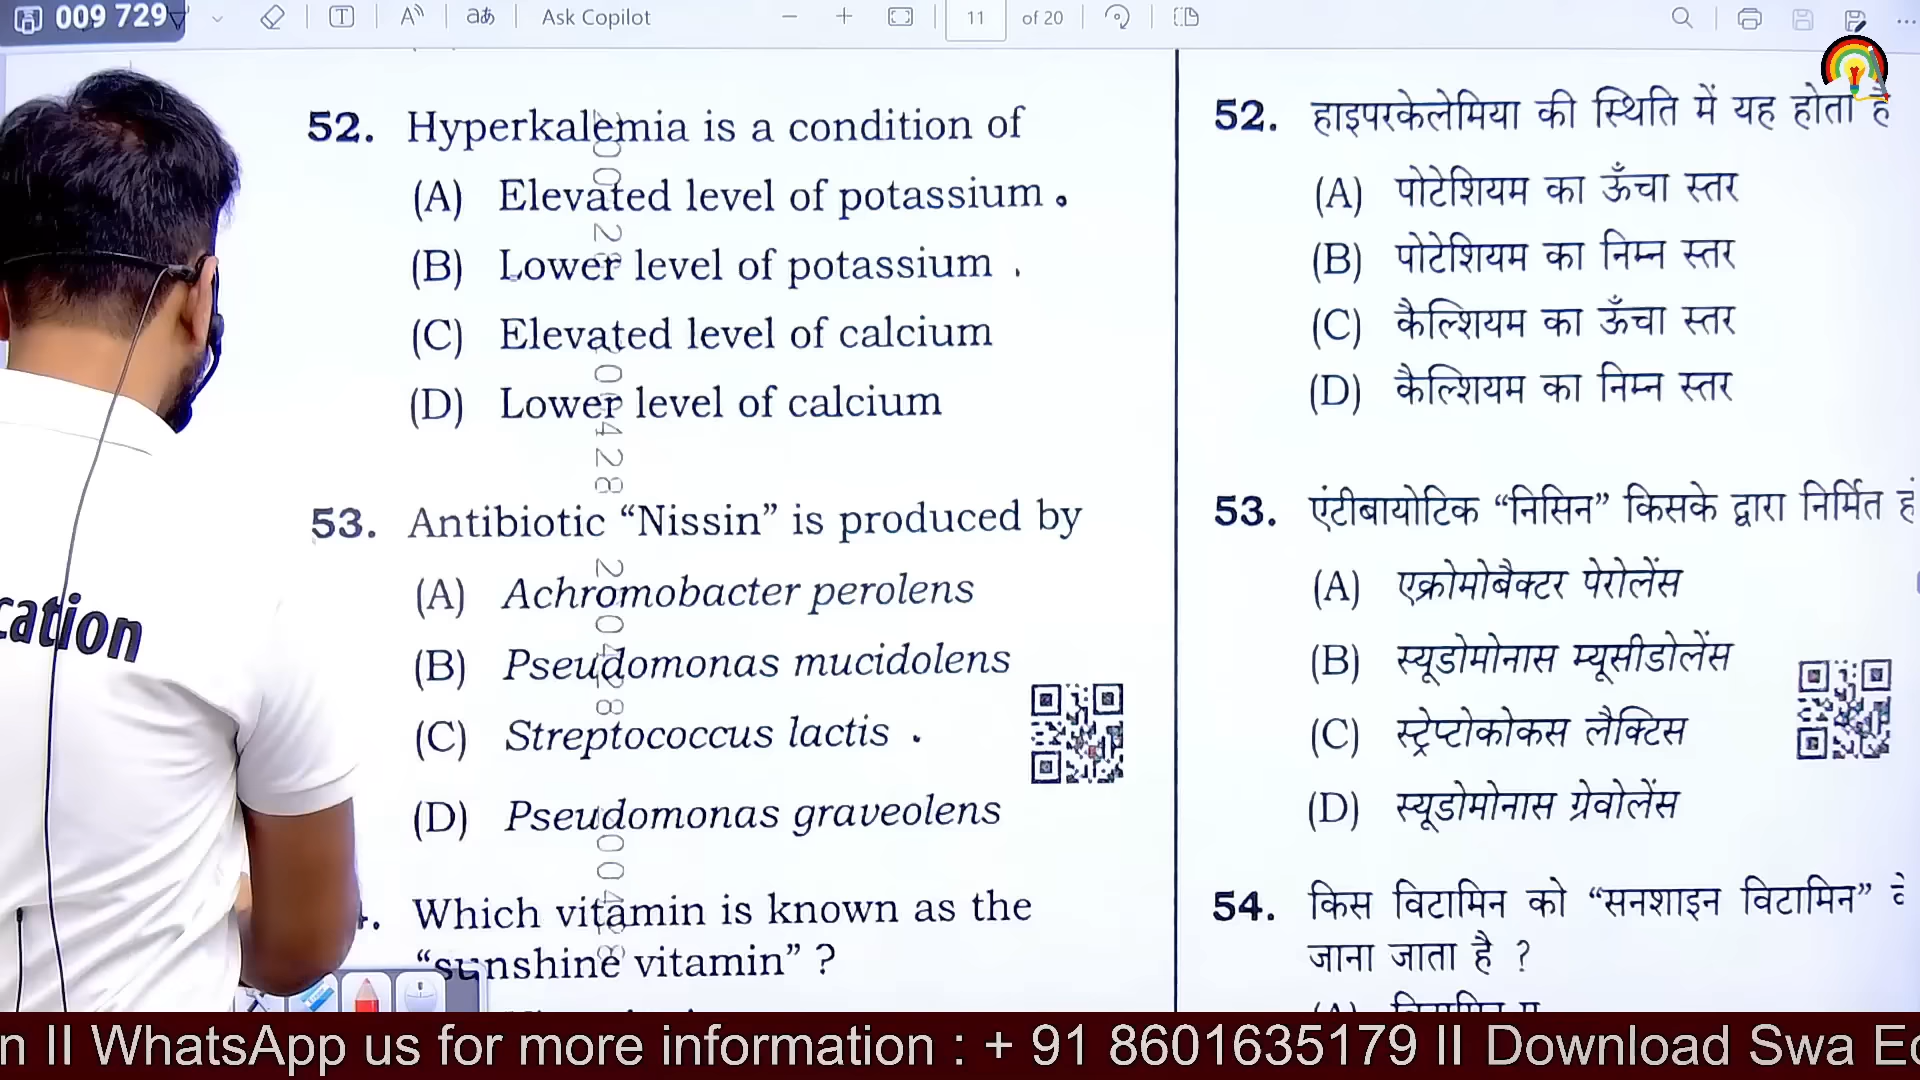 009 729
Ask Copilot
11 of 20
52. Hyperkalemia is a condition of
(A) Elevated level of potassium
(B) Lower level of potassium
(C) Elevated level of calcium
(D) Lower level of calcium
53. Antibiotic “Nissin” is produced by
(A) Achromobacter perolens
(B) Pseudomonas mucidolens
(C) Streptococcus lactis
(D) Pseudomonas graveolens
Which vitamin is known as the
“sunshine vitamin” ?
52. हाइपरकेलेमिया की स्थिति में यह होता है
(A) पोटेशियम का ऊँचा स्तर
(B) पोटेशियम का निम्न स्तर
(C) कैल्शियम का ऊँचा स्तर
(D) कैल्शियम का निम्न स्तर
53. एंटीबायोटिक “निसिन” किसके द्वारा निर्मित
(A) एक्रोमोबैक्टर पेरोलेंस
(B) स्यूडोमोनास म्यूसीडोलेंस
(C) स्ट्रेप्टोकोकस लैक्टिस
(D) स्यूडोमोनास ग्रेवोलेंस
54. किस विटामिन को “सनशाइन विटामिन”
जाना जाता है ?
cation
n II WhatsApp us for more information : + 91 8601635179 II Download Swa Ed